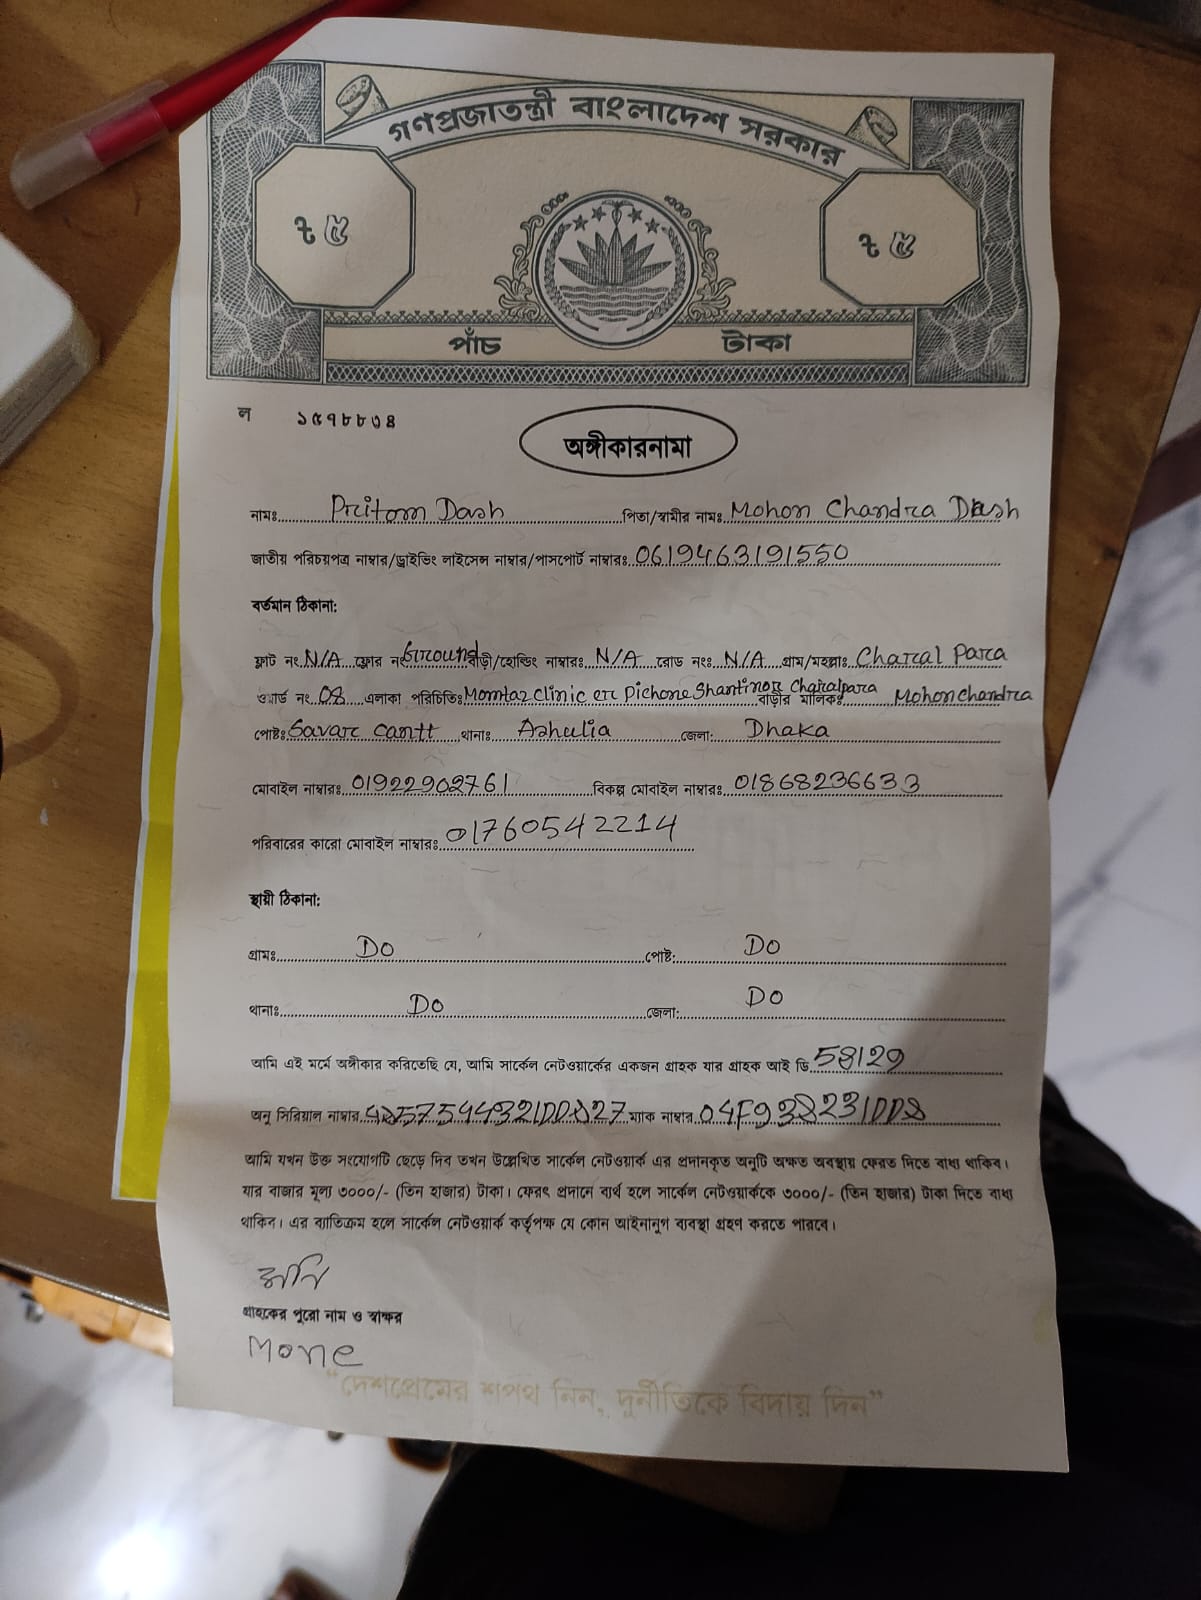 গণপ্রজাতন্ত্রী বাংলাদেশ সরকার
৳ ৫ ৳ ৫
পাঁচ টাকা
ল ১৫৭৮৮৩৪
অঙ্গীকারনামা
নামঃ Pritom Dash পিতা/স্বামীর নামঃ Mohon Chandra Dash
জাতীয় পরিচয়পত্র নাম্বার/ড্রাইভিং লাইসেন্স নাম্বার/পাসপোর্ট নাম্বারঃ 0619463191550
বর্তমান ঠিকানা:
ফ্লাট নং N/A ফ্লোর নং Ground বাড়ী/হোল্ডিং নাম্বারঃ N/A রোড নংঃ N/A গ্রাম/মহল্লাঃ Charal Para
ওয়ার্ড নং 08 এলাকা পরিচিতিঃ Momtaz Clinic er Pichone Shantinor Charalpara বাড়ীর মালিকঃ Mohon Chandra
পোষ্টঃ Savar Cantt থানাঃ Ashulia জেলা: Dhaka
মোবাইল নাম্বারঃ 01922902761 বিকল্প মোবাইল নাম্বারঃ 01868236633
পরিবারের কারো মোবাইল নাম্বারঃ 01760542214
স্থায়ী ঠিকানা:
গ্রামঃ DO পোষ্ট: DO
থানাঃ DO জেলা: DO
আমি এই মর্মে অঙ্গীকার করিতেছি যে, আমি সার্কেল নেটওয়ার্কের একজন গ্রাহক যার গ্রাহক আই ডি 58129
অনু সিরিয়াল নাম্বার ম্যাক নাম্বার 04F938231DD8
আমি যখন উক্ত সংযোগটি ছেড়ে দিব তখন উল্লেখিত সার্কেল নেটওয়ার্ক এর প্রদানকৃত অনুটি অক্ষত অবস্থায় ফেরত দিতে বাধ্য থাকিব।
যার বাজার মূল্য ৩০০০/- (তিন হাজার) টাকা। ফেরৎ প্রদানে ব্যর্থ হলে সার্কেল নেটওয়ার্ককে ৩০০০/- (তিন হাজার) টাকা দিতে বাধ্য
থাকিব। এর ব্যতিক্রম হলে সার্কেল নেটওয়ার্ক কর্তৃপক্ষ যে কোন আইনানুগ ব্যবস্থা গ্রহণ করতে পারবে।
গ্রাহকের পুরো নাম ও স্বাক্ষর
Mone
“দেশপ্রেমের শপথ নিন, দুর্নীতিকে বিদায় দিন”